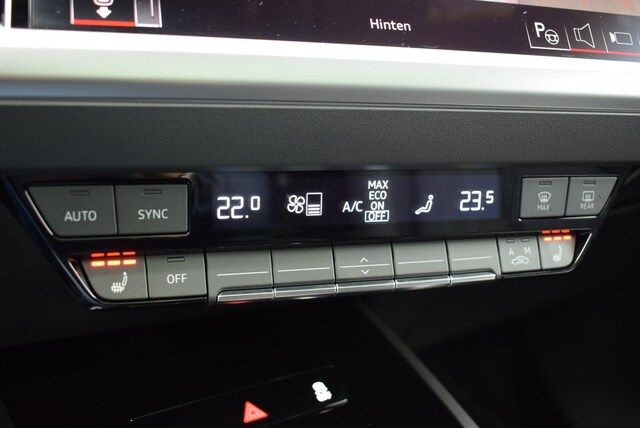 Hinten
P
AUTO
SYNC
22.0
A/C
MAX
ECO
ON
OFF
23.5
MAX
REAR
OFF
A M